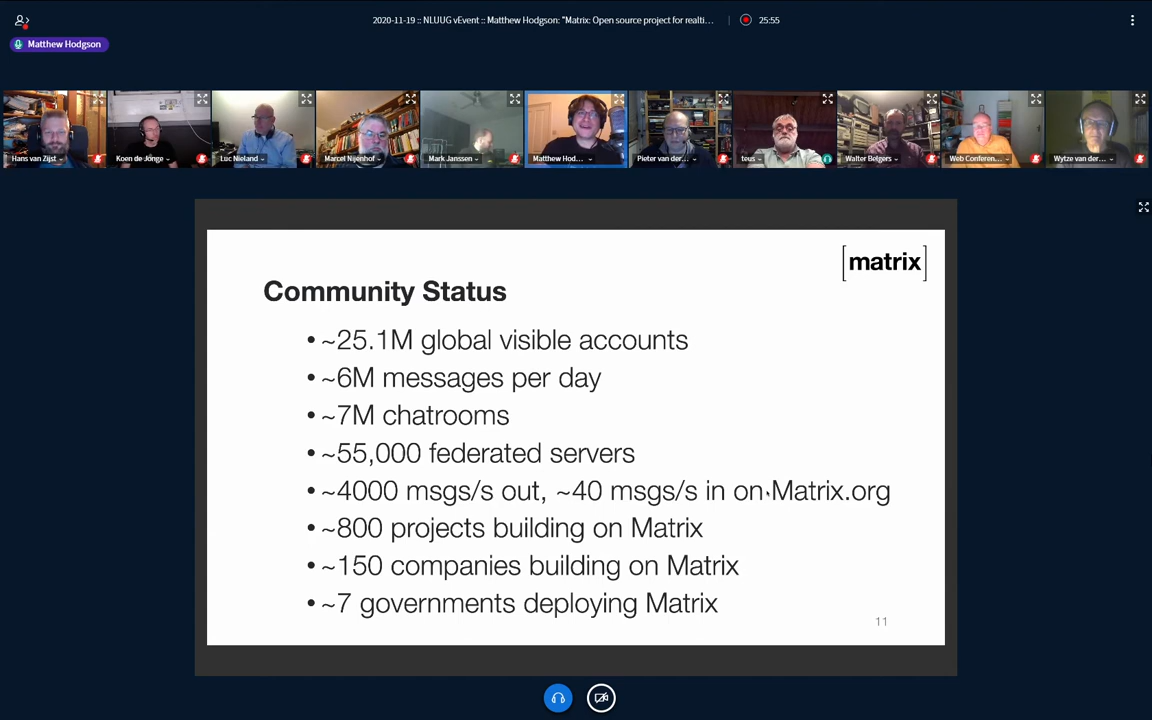 2020-11-19 :: NLUUG vEvent :: Matthew Hodgson: "Matrix: Open source project for realti...
25:55
Matthew Hodgson
Hans van Zijst
Koen de Jonge
Luc Nieland
Marcel Nijenhof
Mark Janssen
Matthew Hod...
Pieter van der...
teus
Walter Belgers
Web Conferen...
Wytze van der...
[matrix]
Community Status
• ~25.1M global visible accounts
• ~6M messages per day
• ~7M chatrooms
• ~55,000 federated servers
• ~4000 msgs/s out, ~40 msgs/s in on Matrix.org
• ~800 projects building on Matrix
• ~150 companies building on Matrix
• ~7 governments deploying Matrix
11